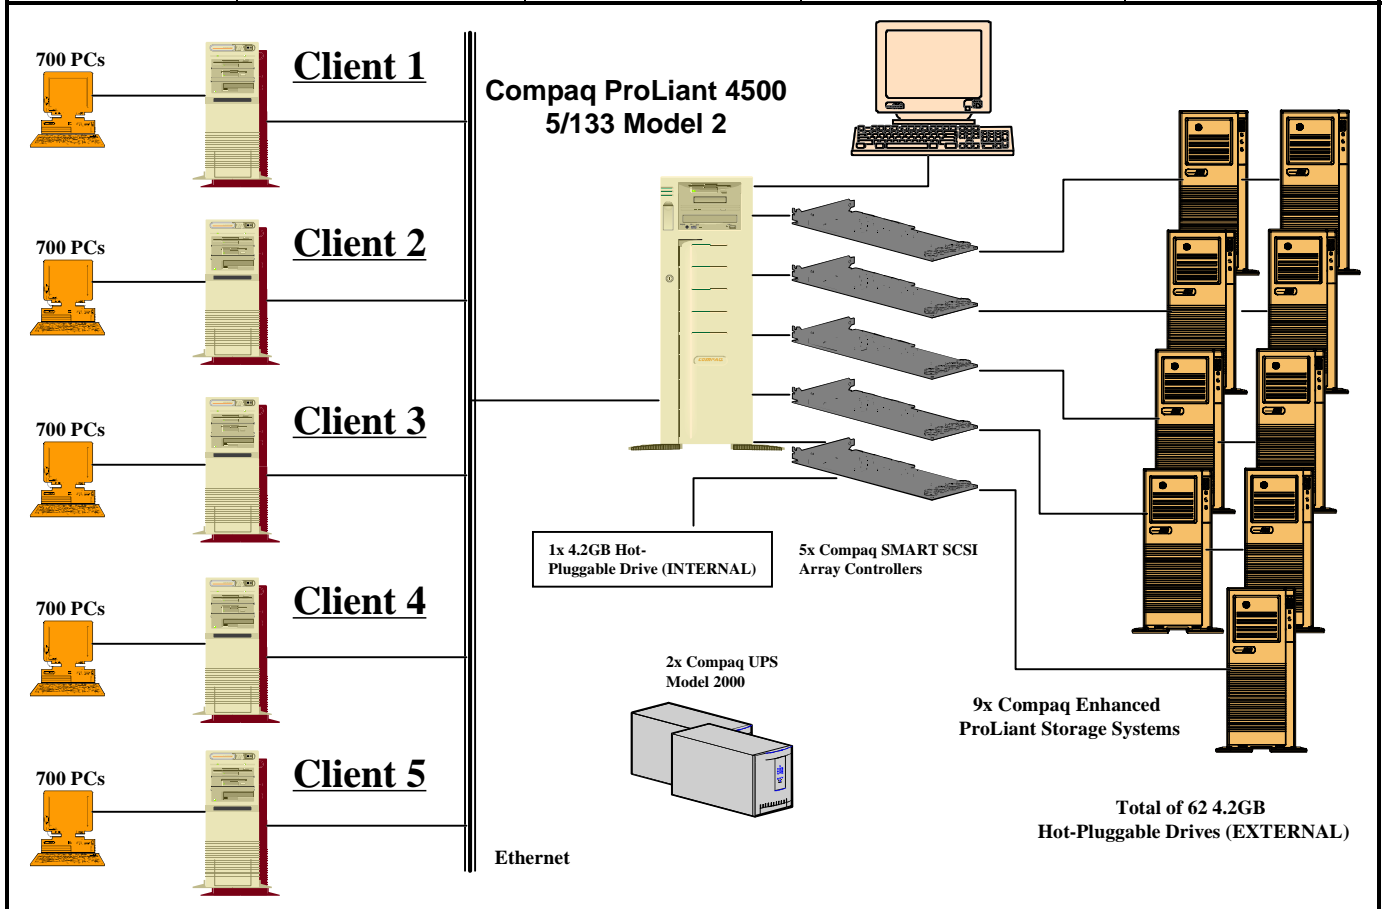 700 PCs
Client 1
Compaq ProLiant 4500
5/133 Model 2
700 PCs
Client 2
700 PCs
Client 3
COMPAQ
1x 4.2GB Hot-
Pluggable Drive (INTERNAL)
5x Compaq SMART SCSI
Array Controllers
700 PCs
Client 4
2x Compaq UPS
Model 2000
9x Compaq Enhanced
ProLiant Storage Systems
700 PCs
Client 5
Total of 62 4.2GB
Hot-Pluggable Drives (EXTERNAL)
Ethernet